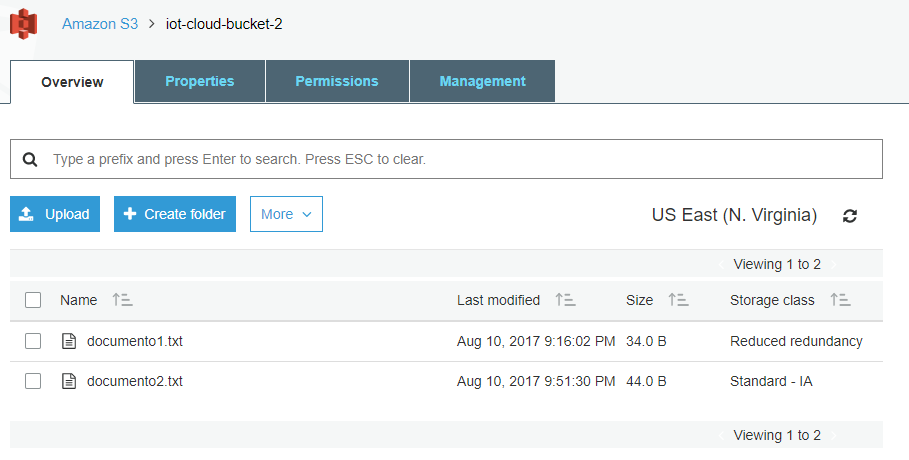 Amazon S3 > iot-cloud-bucket-2
Overview Properties Permissions Management
Type a prefix and press Enter to search. Press ESC to clear.
Upload Create folder More US East (N. Virginia)
Viewing 1 to 2
Name Last modified Size Storage class
documento1.txt Aug 10, 2017 9:16:02 PM 34.0 B Reduced redundancy
documento2.txt Aug 10, 2017 9:51:30 PM 44.0 B Standard - IA
Viewing 1 to 2